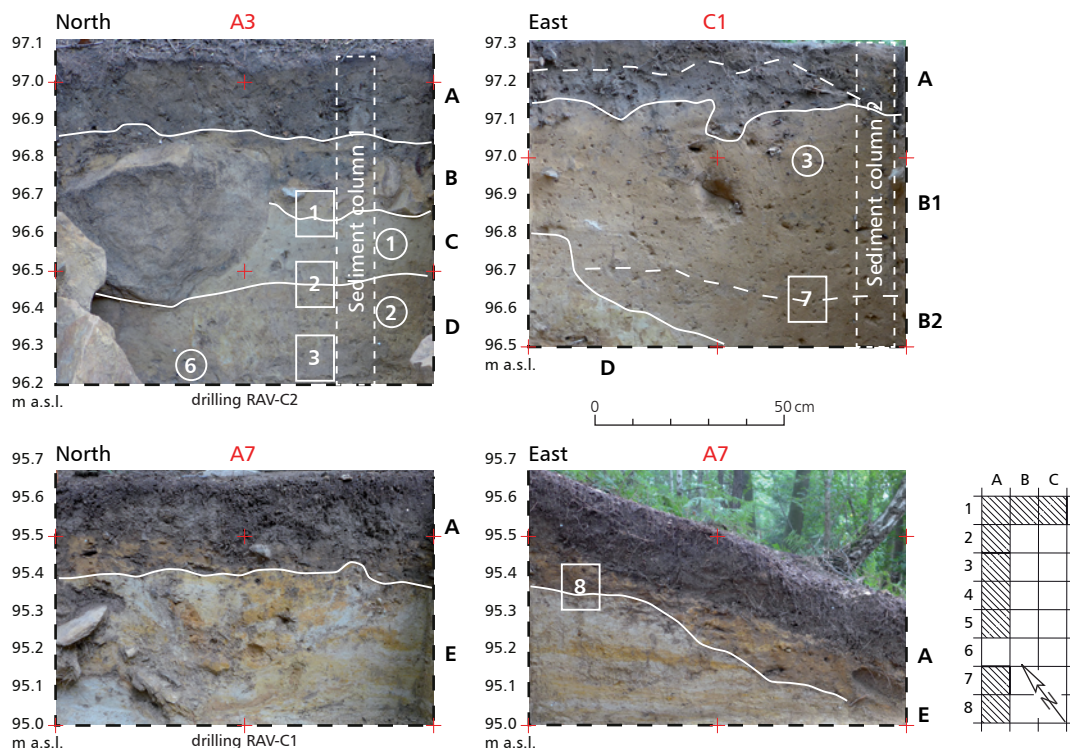 North A3
97.1
97.0
96.9
96.8
96.7
96.6
96.5
96.4
96.3
96.2
m a.s.l.
A
B
C
D
1
2
3
1
2
6
Sediment column 1
drilling RAV-C2
East C1
97.3
97.2
97.1
97.0
96.9
96.8
96.7
96.6
96.5
m a.s.l.
A
B1
B2
D
3
7
Sediment column 2
0 50 cm
North A7
95.7
95.6
95.5
95.4
95.3
95.2
95.1
95.0
m a.s.l.
A
E
drilling RAV-C1
East A7
95.7
95.6
95.5
95.4
95.3
95.2
95.1
95.0
m a.s.l.
8
A
E
A B C
1
2
3
4
5
6
7
8